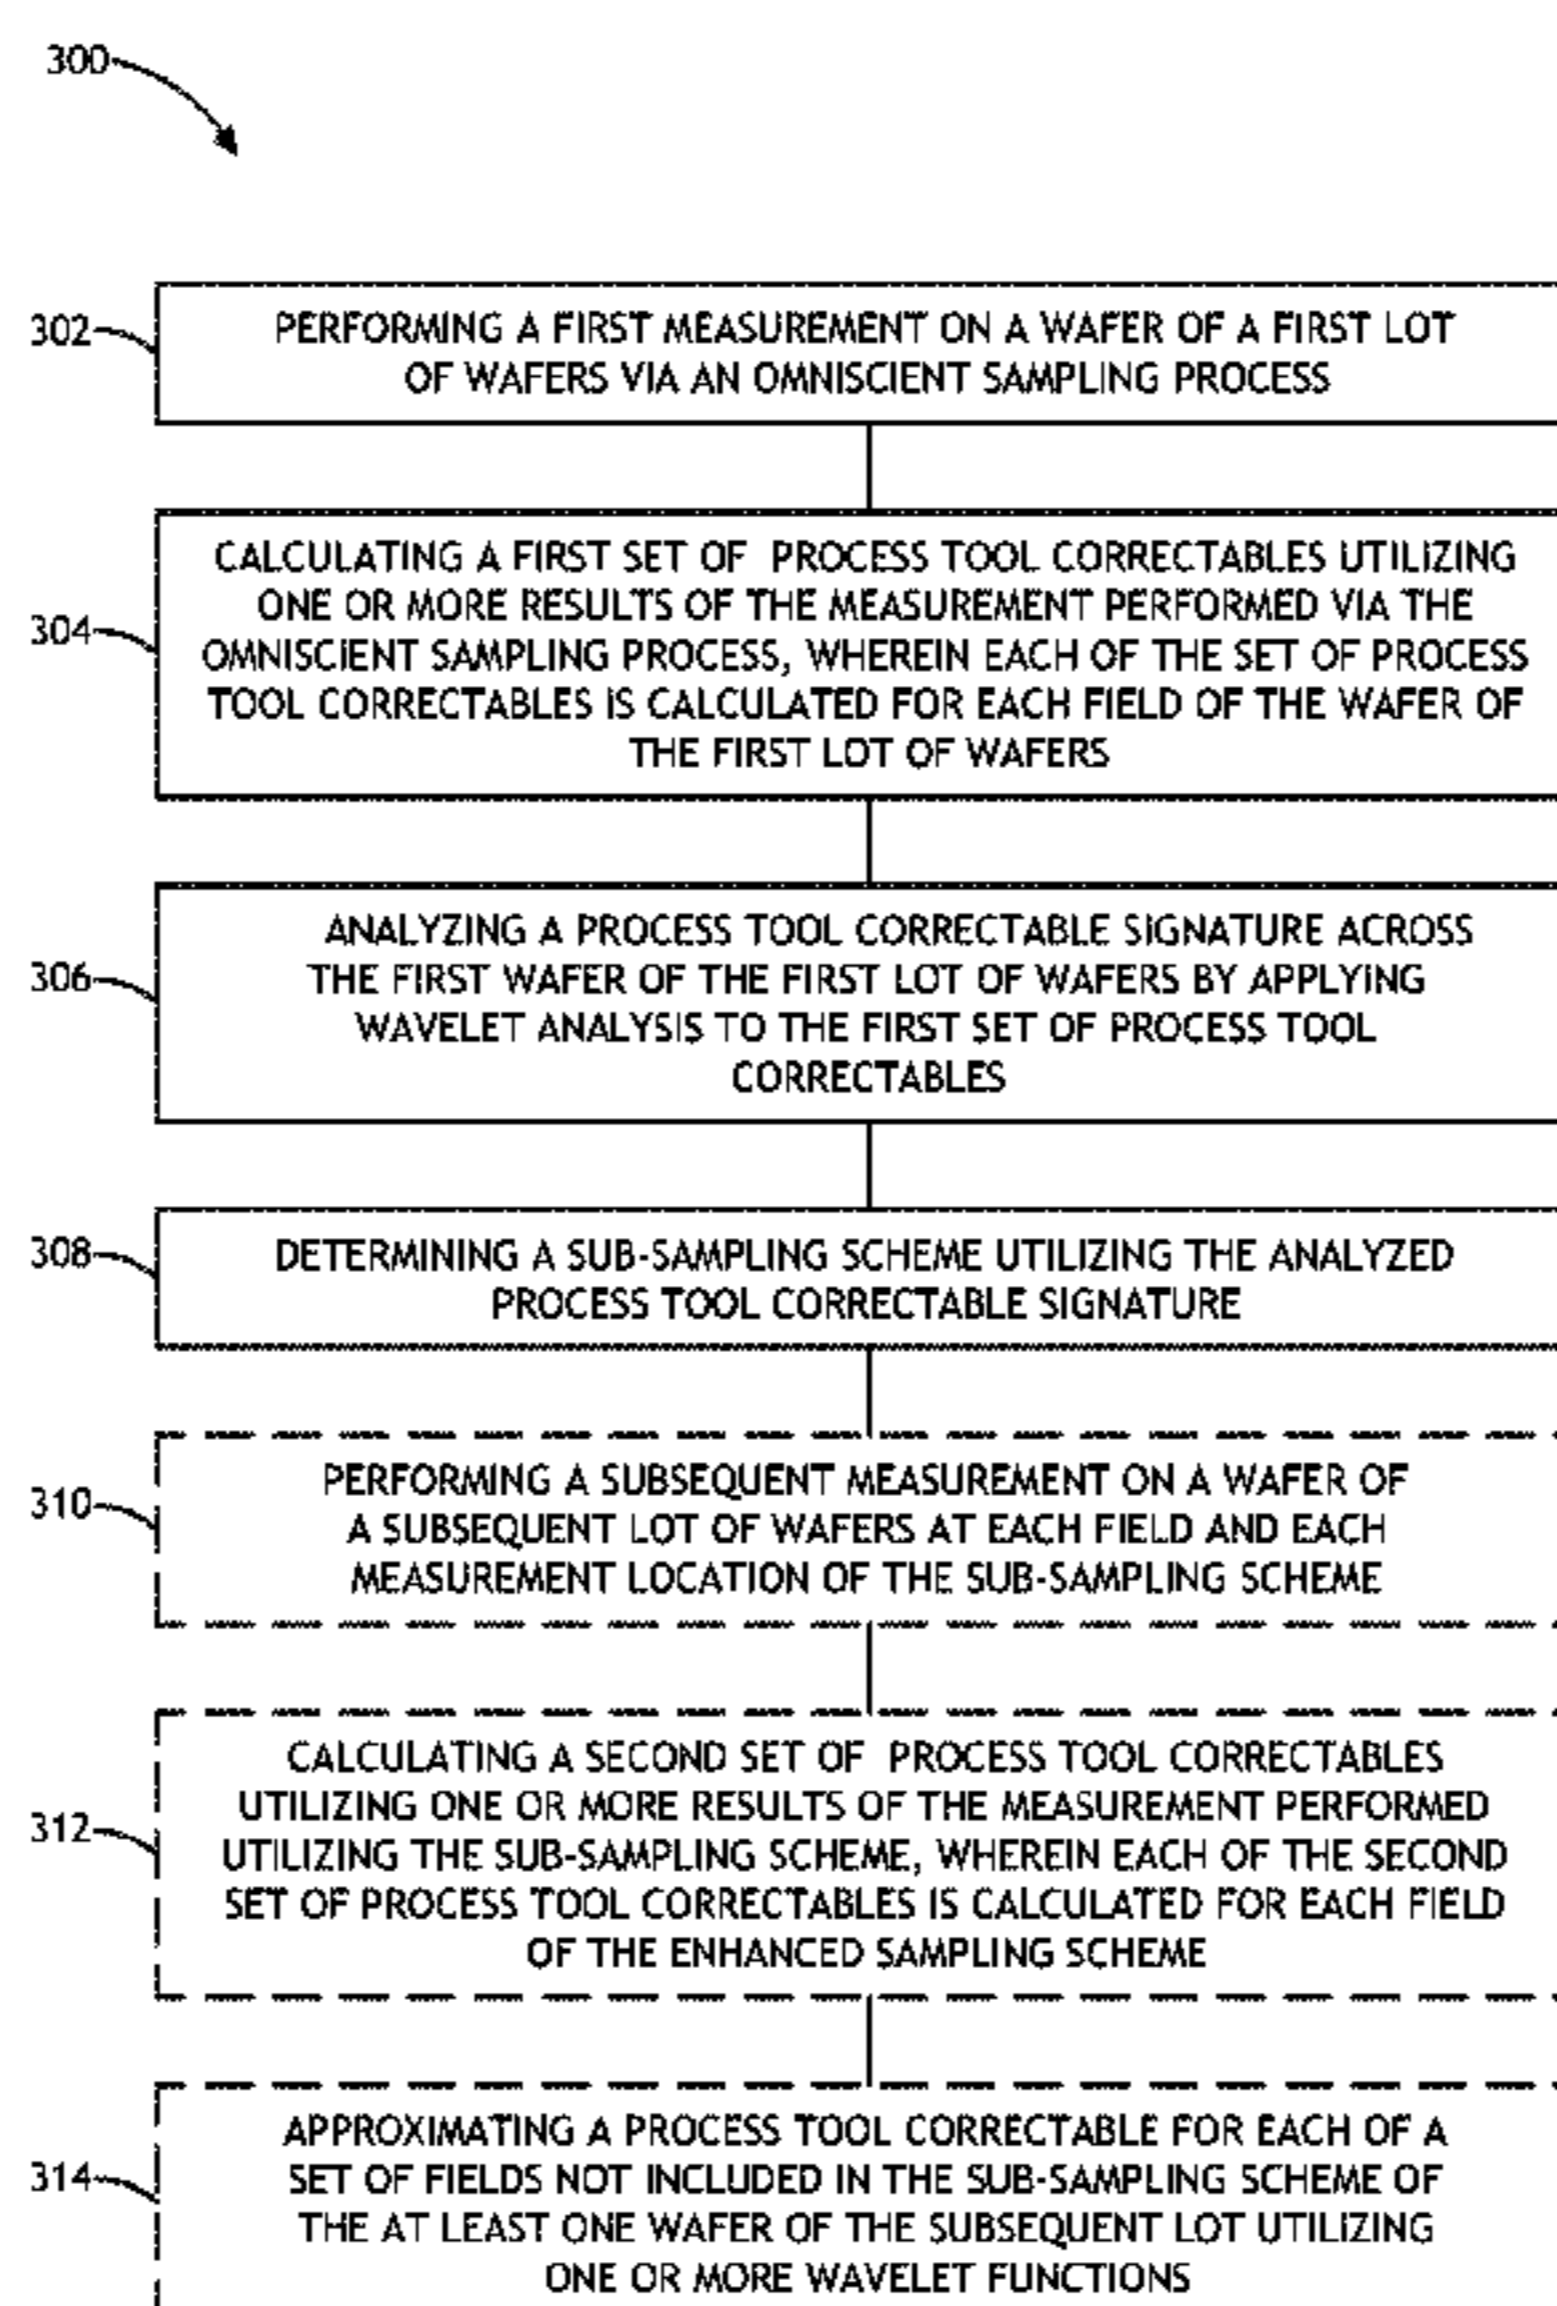 300
302
PERFORMING A FIRST MEASUREMENT ON A WAFER OF A FIRST LOT
OF WAFERS VIA AN OMNISCIENT SAMPLING PROCESS
304
CALCULATING A FIRST SET OF PROCESS TOOL CORRECTABLES UTILIZING
ONE OR MORE RESULTS OF THE MEASUREMENT PERFORMED VIA THE
OMNISCIENT SAMPLING PROCESS, WHEREIN EACH OF THE SET OF PROCESS
TOOL CORRECTABLES IS CALCULATED FOR EACH FIELD OF THE WAFER OF
THE FIRST LOT OF WAFERS
306
ANALYZING A PROCESS TOOL CORRECTABLE SIGNATURE ACROSS
THE FIRST WAFER OF THE FIRST LOT OF WAFERS BY APPLYING
WAVELET ANALYSIS TO THE FIRST SET OF PROCESS TOOL
CORRECTABLES
308
DETERMINING A SUB-SAMPLING SCHEME UTILIZING THE ANALYZED
PROCESS TOOL CORRECTABLE SIGNATURE
310
PERFORMING A SUBSEQUENT MEASUREMENT ON A WAFER OF
A SUBSEQUENT LOT OF WAFERS AT EACH FIELD AND EACH
MEASUREMENT LOCATION OF THE SUB-SAMPLING SCHEME
312
CALCULATING A SECOND SET OF PROCESS TOOL CORRECTABLES
UTILIZING ONE OR MORE RESULTS OF THE MEASUREMENT PERFORMED
UTILIZING THE SUB-SAMPLING SCHEME, WHEREIN EACH OF THE SECOND
SET OF PROCESS TOOL CORRECTABLES IS CALCULATED FOR EACH FIELD
OF THE ENHANCED SAMPLING SCHEME
314
APPROXIMATING A PROCESS TOOL CORRECTABLE FOR EACH OF A
SET OF FIELDS NOT INCLUDED IN THE SUB-SAMPLING SCHEME OF
THE AT LEAST ONE WAFER OF THE SUBSEQUENT LOT UTILIZING
ONE OR MORE WAVELET FUNCTIONS